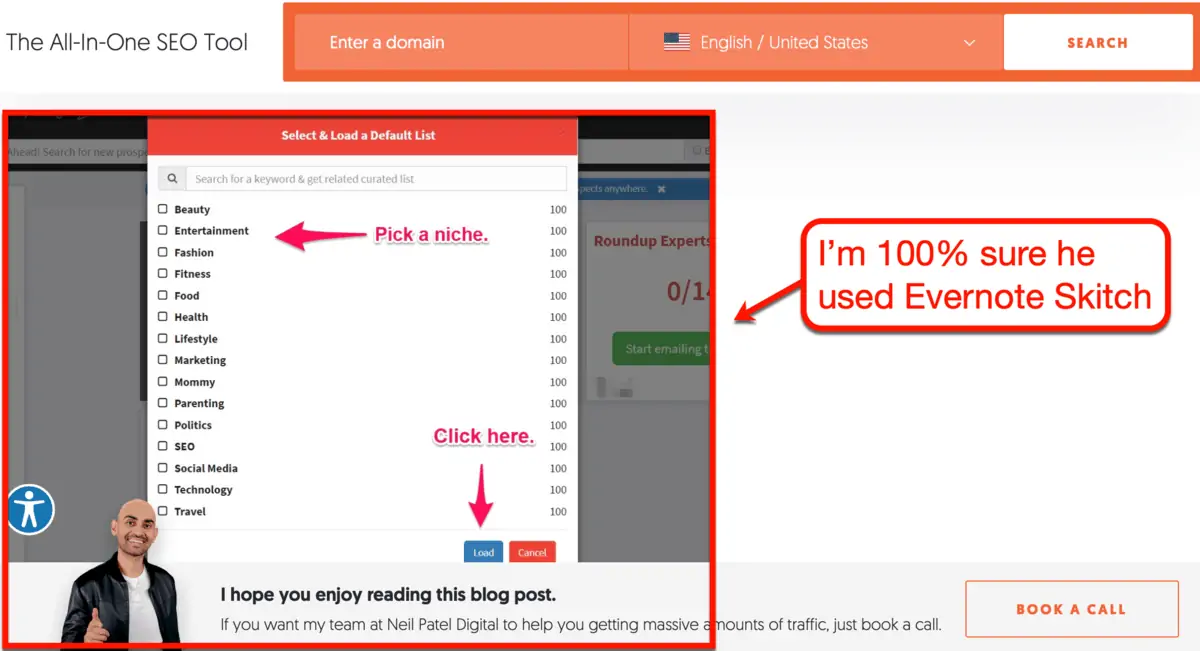 The All-In-One SEO Tool
Enter a domain
English / United States
SEARCH
Select & Load a Default List
Ahead! Search for new prospe
Search for a keyword & get related curated list
pects anywhere.
Beauty 100
Entertainment 100
Pick a niche.
Fashion 100
Fitness 100
Food 100
Health 100
Lifestyle 100
Marketing 100
Mommy 100
Parenting 100
Politics 100
SEO 100
Social Media 100
Technology 100
Travel 100
Click here.
Load
Cancel
Roundup Experts
0/14
Start emailing t
I'm 100% sure he
used Evernote Skitch
I hope you enjoy reading this blog post.
If you want my team at Neil Patel Digital to help you getting massive amounts of traffic, just book a call.
BOOK A CALL